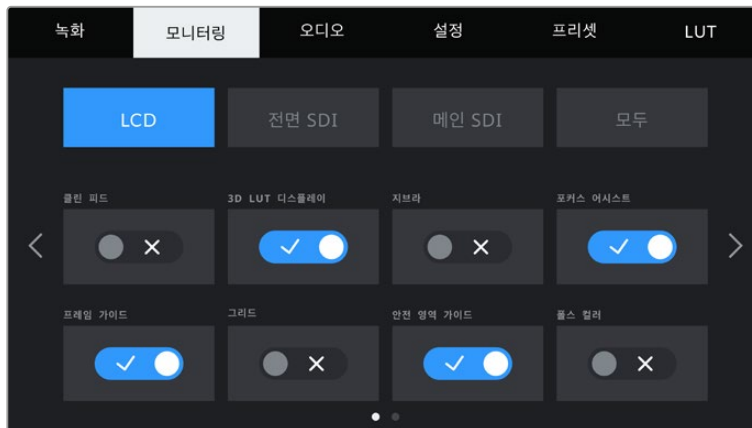 녹화 모니터링 오디오 설정 프리셋 LUT
LCD 전면 SDI 메인 SDI 모두
클린 피드 3D LUT 디스플레이 지브라 포커스 어시스트
프레임 가이드 그리드 안전 영역 가이드 폴스 컬러